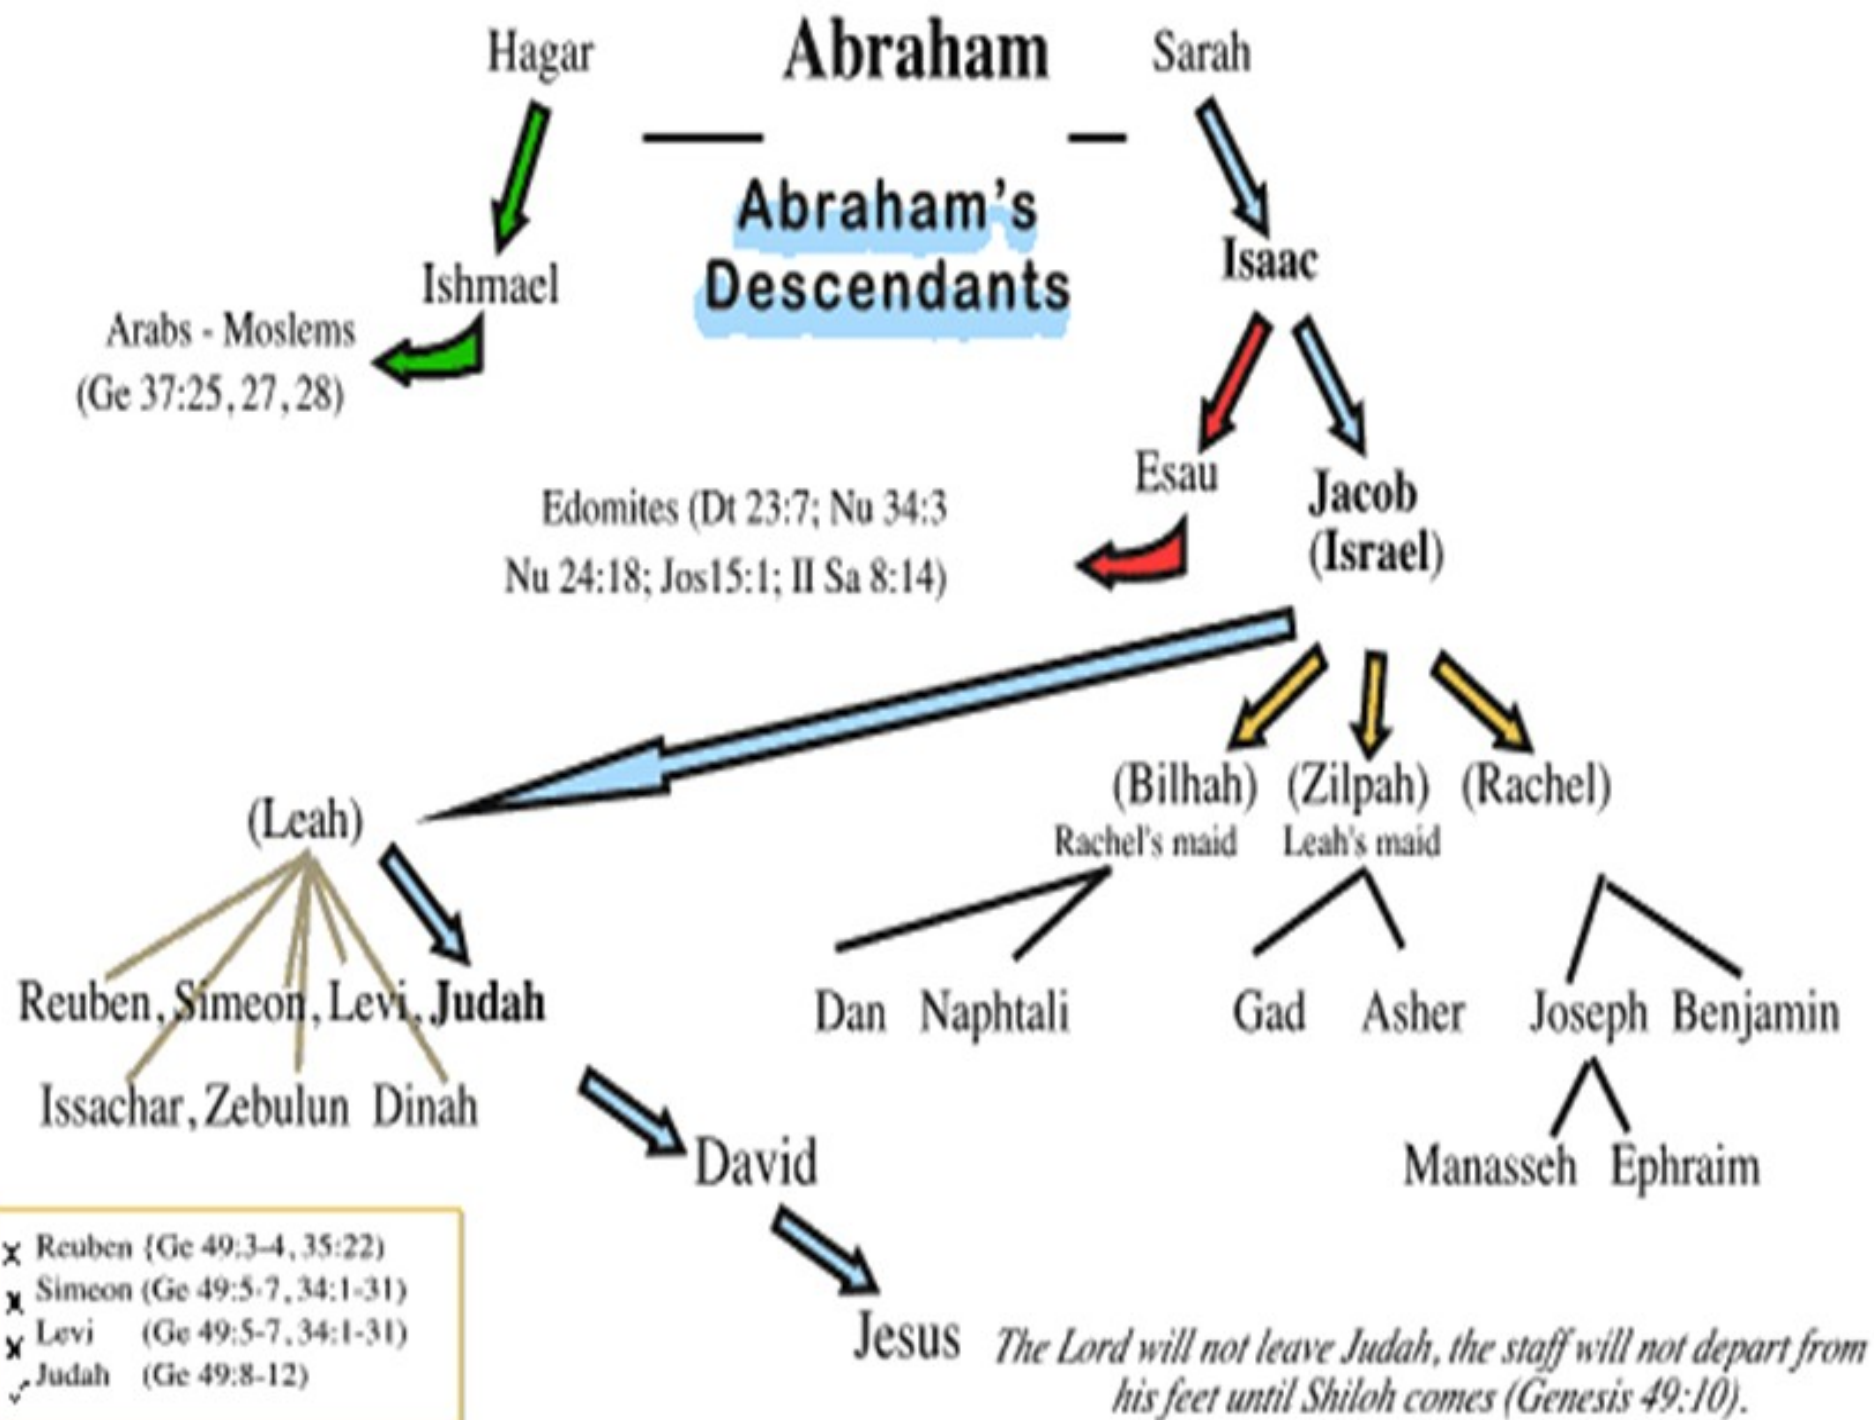 Hagar Abraham Sarah
Abraham's
Descendants
Isaac
Ishmael
Arabs - Moslems
(Ge 37:25, 27, 28)
Esau
Jacob
(Israel)
Edomites (Dt 23:7; Nu 34:3
Nu 24:18; Jos15:1; II Sa 8:14)
(Bilhah) (Zilpah) (Rachel)
Rachel's maid Leah's maid
(Leah)
Reuben, Simeon, Levi, Judah
Dan Naphtali Gad Asher Joseph Benjamin
Issachar, Zebulun Dinah
David
Manasseh Ephraim
Reuben {Ge 49:3-4, 35:22)
Simeon (Ge 49:5-7, 34:1-31)
Levi (Ge 49:5-7, 34:1-31)
Judah (Ge 49:8-12)
Jesus
The Lord will not leave Judah, the staff will not depart from
his feet until Shiloh comes (Genesis 49:10).